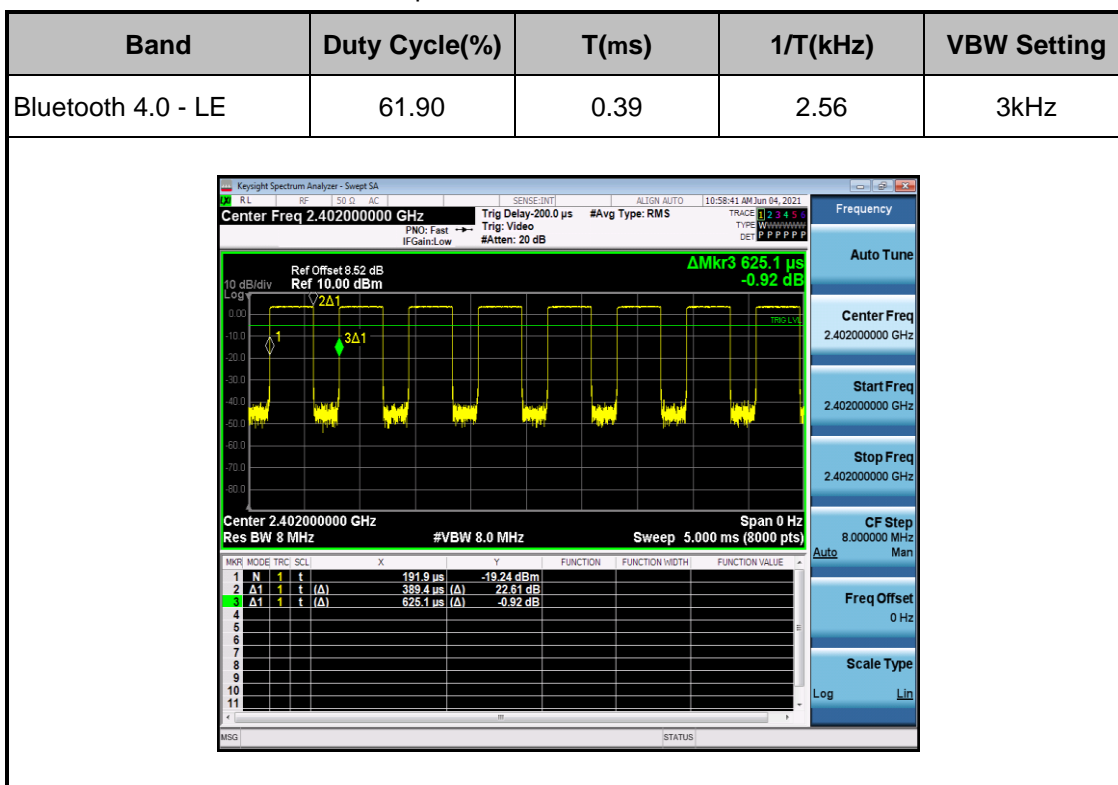 Band Duty Cycle(%) T(ms) 1/T(kHz) VBW Setting
Bluetooth 4.0 - LE 61.90 0.39 2.56 3kHz
Keysight Spectrum Analyzer - Swept SA
RL RF 50 Ω AC SENSE:INT ALIGN AUTO 10:58:41 AM Jun 04, 2021
Center Freq 2.402000000 GHz Trig Delay-200.0 µs #Avg Type: RMS TRACE 1 2 3 4 5 6
PNO: Fast Trig: Video TYPE WWWWWW
IFGain:Low #Atten: 20 dB DET P P P P P P
Frequency
ΔMkr3 625.1 µs
-0.92 dB
Ref Offset 8.52 dB
10 dB/div Ref 10.00 dBm
Log
2Δ1
0.00
TRIG LVL
1
3Δ1
-10.0
-20.0
-30.0
-40.0
-50.0
-60.0
-70.0
-80.0
Center 2.402000000 GHz Span 0 Hz
Res BW 8 MHz #VBW 8.0 MHz Sweep 5.000 ms (8000 pts)
MKR MODE TRC SCL X Y FUNCTION FUNCTION WIDTH FUNCTION VALUE
1 N 1 t 191.9 µs -19.24 dBm
2 Δ1 1 t (Δ) 389.4 µs (Δ) 22.61 dB
3 Δ1 1 t (Δ) 625.1 µs (Δ) -0.92 dB
4
5
6
7
8
9
10
11
MSG STATUS
Auto Tune
Center Freq
2.402000000 GHz
Start Freq
2.402000000 GHz
Stop Freq
2.402000000 GHz
CF Step
8.000000 MHz
Auto Man
Freq Offset
0 Hz
Scale Type
Log Lin